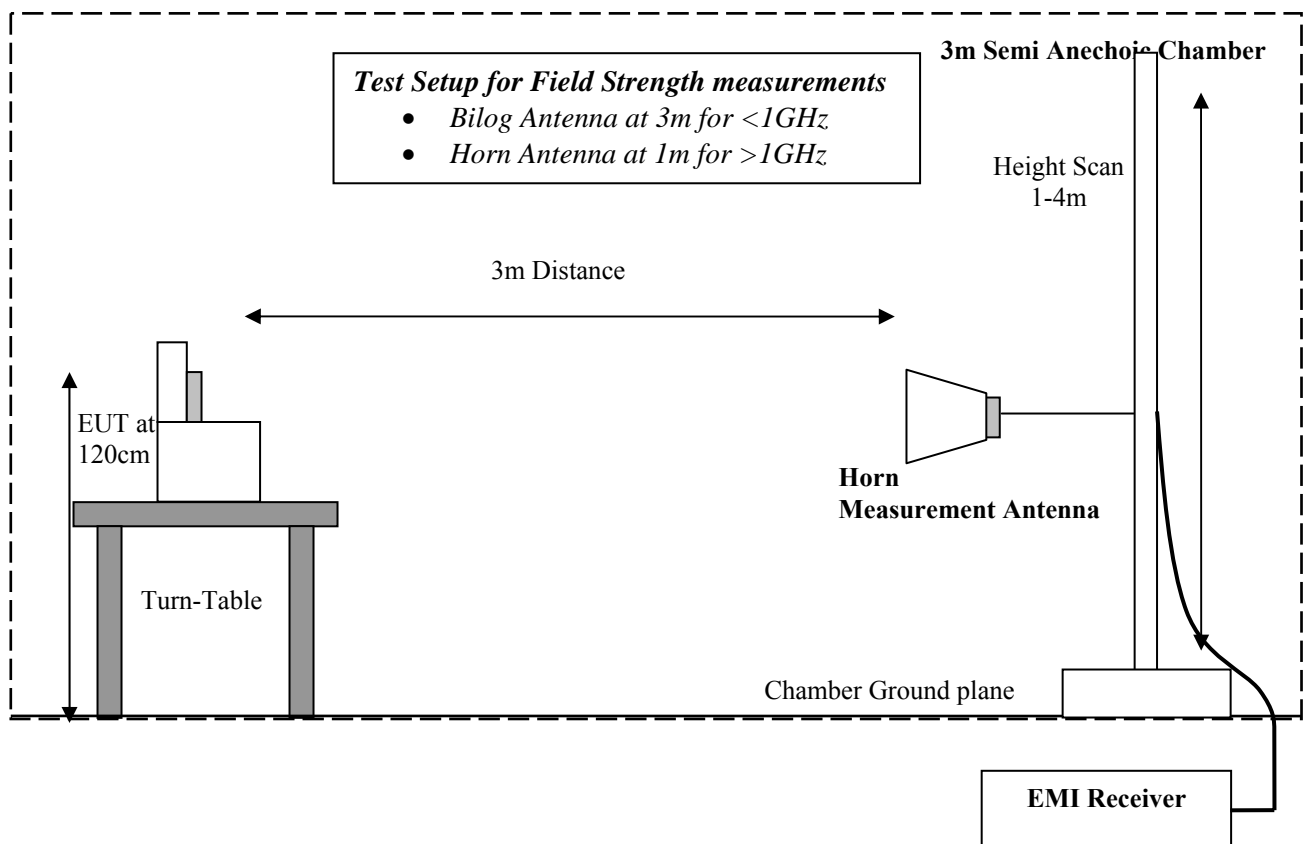 3m Semi Anechoic Chamber
Test Setup for Field Strength measurements
• Bilog Antenna at 3m for <1GHz
• Horn Antenna at 1m for >1GHz
Height Scan
1-4m
3m Distance
EUT at
120cm
Horn
Measurement Antenna
Turn-Table
Chamber Ground plane
EMI Receiver